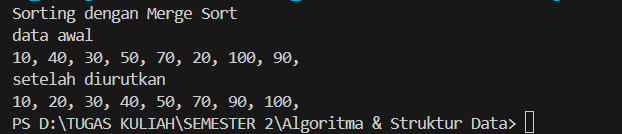 Sorting dengan Merge Sort
data awal
10, 40, 30, 50, 70, 20, 100, 90,
setelah diurutkan
10, 20, 30, 40, 50, 70, 90, 100,
PS D:\TUGAS KULIAH\SEMESTER 2\Algoritma & Struktur Data>